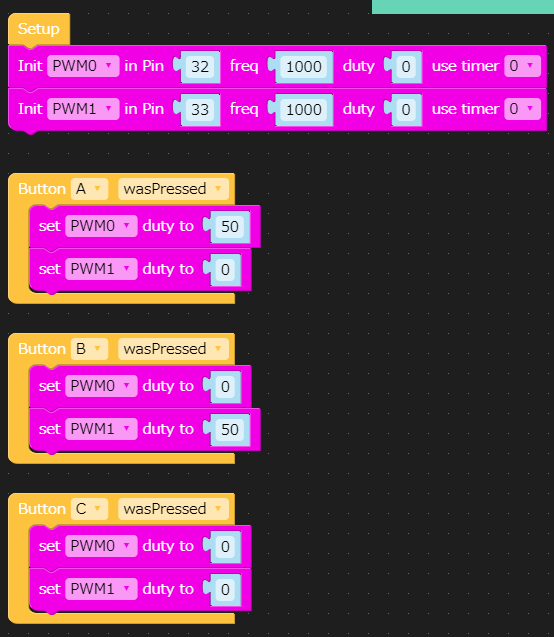 Setup
Init PWM0 in Pin 32 freq 1000 duty 0 use timer 0
Init PWM1 in Pin 33 freq 1000 duty 0 use timer 0
Button A wasPressed
set PWM0 duty to 50
set PWM1 duty to 0
Button B wasPressed
set PWM0 duty to 0
set PWM1 duty to 50
Button C wasPressed
set PWM0 duty to 0
set PWM1 duty to 0